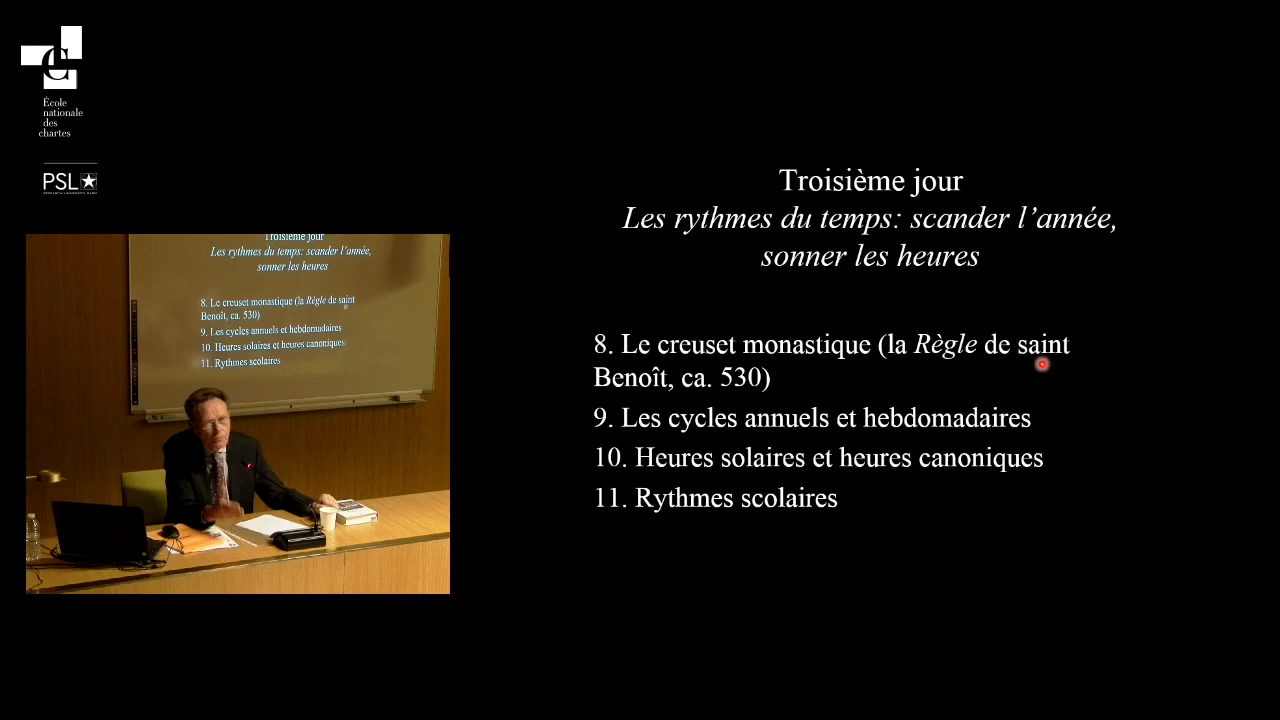 École
nationale
des
chartes
PSL
Troisième jour
Les rythmes du temps: scander l’année,
sonner les heures
8. Le creuset monastique (la Règle de saint
Benoît, ca. 530)
9. Les cycles annuels et hebdomadaires
10. Heures solaires et heures canoniques
11. Rythmes scolaires
Troisième jour
Les rythmes du temps: scander l’année,
sonner les heures
8. Le creuset monastique (la Règle de saint
Benoît, ca. 530)
9. Les cycles annuels et hebdomadaires
10. Heures solaires et heures canoniques
11. Rythmes scolaires